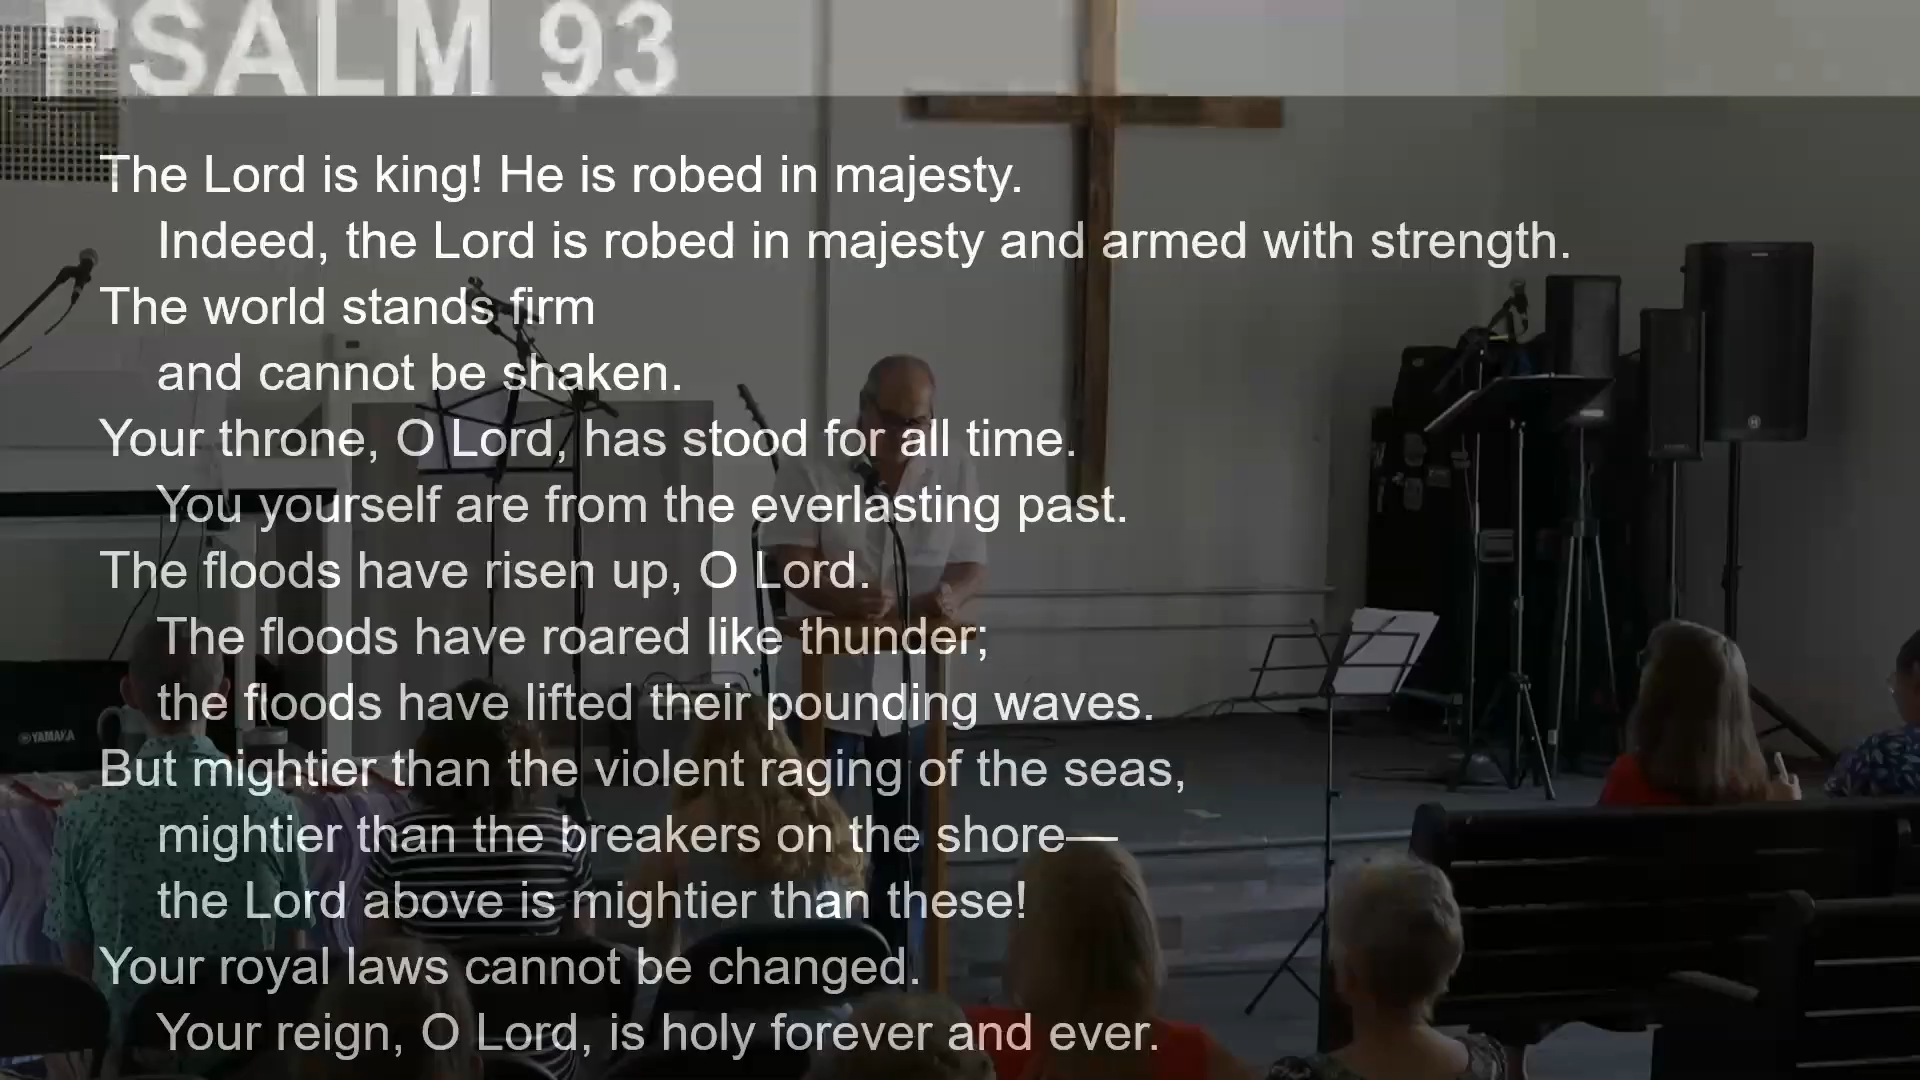 PSALM 93
The Lord is king! He is robed in majesty.
Indeed, the Lord is robed in majesty and armed with strength.
The world stands firm
and cannot be shaken.
Your throne, O Lord, has stood for all time.
You yourself are from the everlasting past.
The floods have risen up, O Lord.
The floods have roared like thunder;
the floods have lifted their pounding waves.
But mightier than the violent raging of the seas,
mightier than the breakers on the shore—
the Lord above is mightier than these!
Your royal laws cannot be changed.
Your reign, O Lord, is holy forever and ever.
YAMAHA